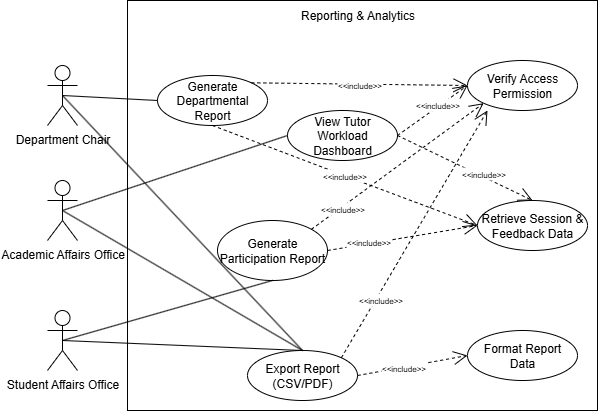 Reporting & Analytics
Generate
Departmental
Report
<<include>>
Verify Access
Permission
Department Chair
View Tutor
Workload
Dashboard
<<include>>
<<include>>
<<include>>
Academic Affairs Office
Generate
Participation Report
<<include>>
<<include>>
Retrieve Session &
Feedback Data
<<include>>
Student Affairs Office
Export Report
(CSV/PDF)
<<include>>
Format Report
Data